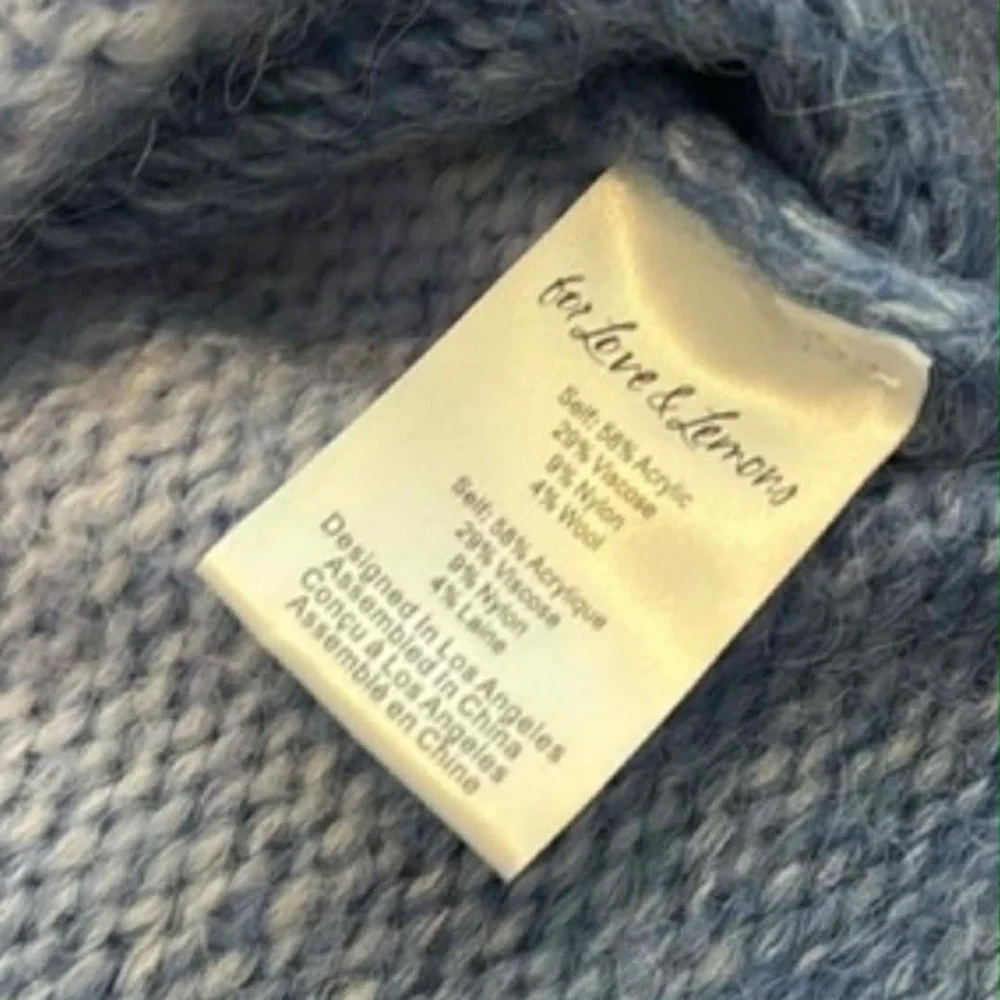 for Love & Lemons
Self: 58% Acrylic
29% Viscose
9% Nylon
4% Wool
Self: 58% Acrylique
29% Viscose
9% Nylon
4% Laine
Designed in Los Angeles
Assembled in China
Conçu à Los Angeles
Assemblé en Chine